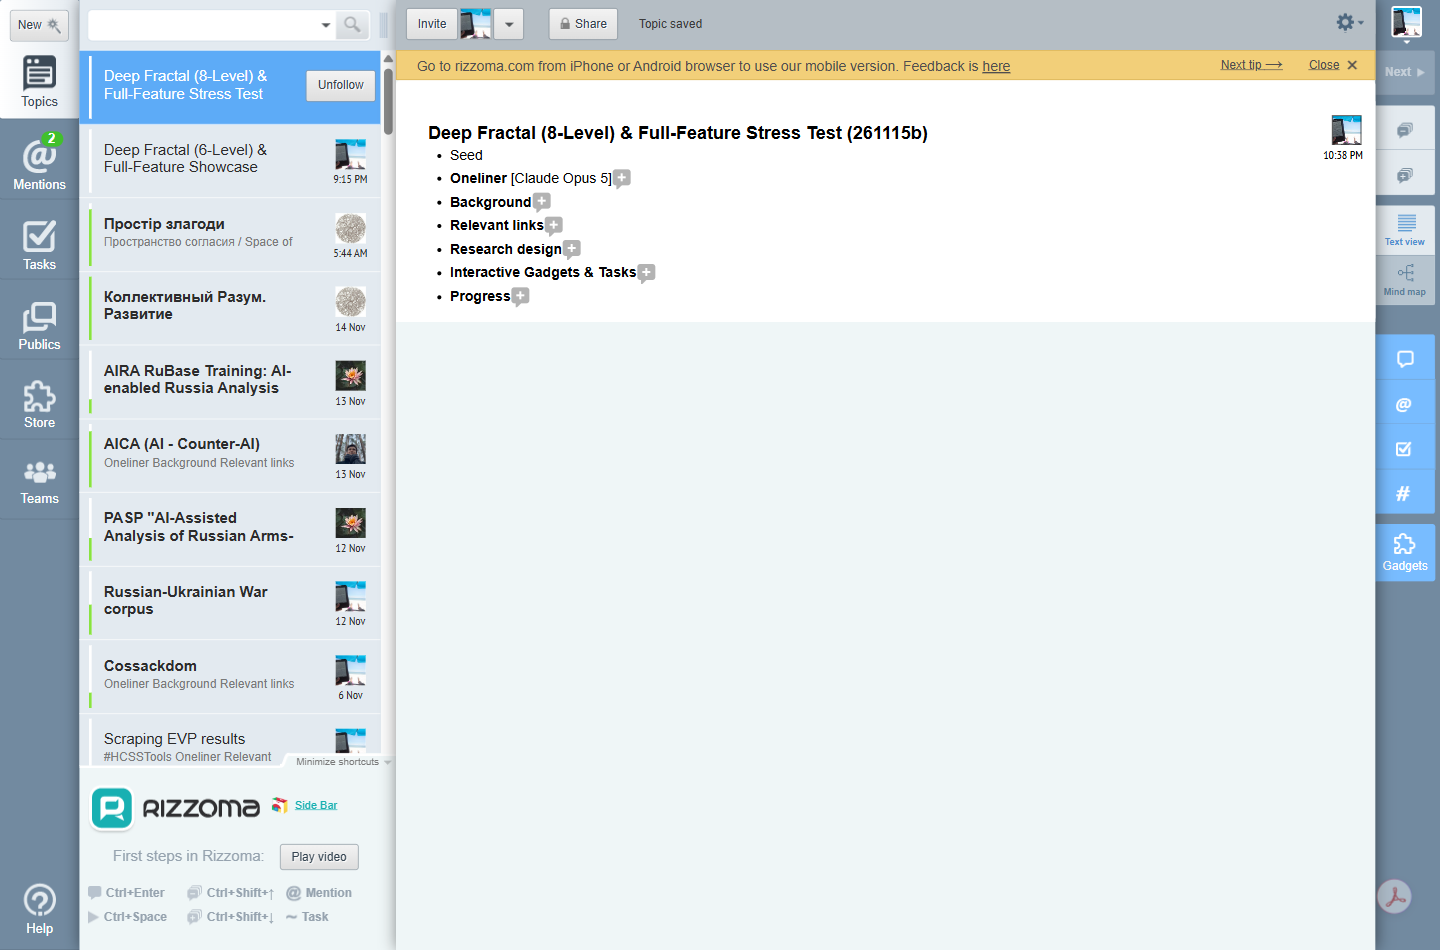 New
Topics
2
Mentions
Tasks
Publics
Store
Teams
Help
Deep Fractal (8-Level) &
Full-Feature Stress Test
Unfollow
Deep Fractal (6-Level) &
Full-Feature Showcase
9:15 PM
Простір злагоди
Пространство согласия / Space of
5:44 AM
Коллективный Разум.
Развитие
14 Nov
AIRA RuBase Training: AI-
enabled Russia Analysis
13 Nov
AICA (AI - Counter-AI)
Oneliner Background Relevant links
13 Nov
PASP "AI-Assisted
Analysis of Russian Arms-
12 Nov
Russian-Ukrainian War
corpus
12 Nov
Cossackdom
Oneliner Background Relevant links
6 Nov
Scraping EVP results
#HCSSTools Oneliner Relevant
Minimize shortcuts
RIZZOMA
Side Bar
First steps in Rizzoma:
Play video
Ctrl+Enter
Ctrl+Shift+↑
@ Mention
Ctrl+Space
Ctrl+Shift+↓
~ Task
Invite
Share
Topic saved
Go to rizzoma.com from iPhone or Android browser to use our mobile version. Feedback is here
Next tip
Close ✕
Deep Fractal (8-Level) & Full-Feature Stress Test (261115b)
10:38 PM
• Seed
• Oneliner [Claude Opus 5]
• Background
• Relevant links
• Research design
• Interactive Gadgets & Tasks
• Progress
Next
Text view
Mind map
@
#
Gadgets